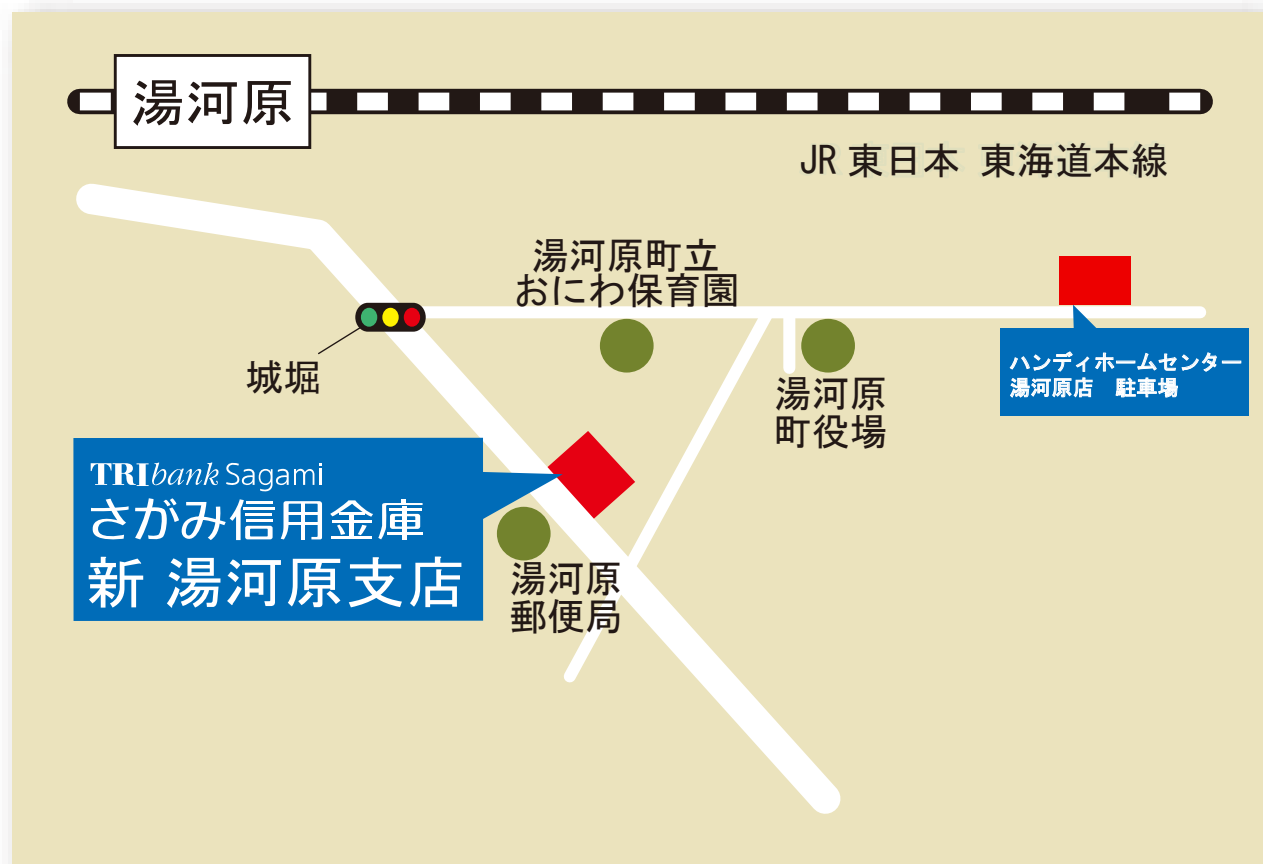 湯河原
JR 東日本 東海道本線
湯河原町立
おにわ保育園
城堀
湯河原
町役場
ハンディホームセンター
湯河原店 駐車場
TRIbank Sagami
さがみ信用金庫
新 湯河原支店
湯河原
郵便局